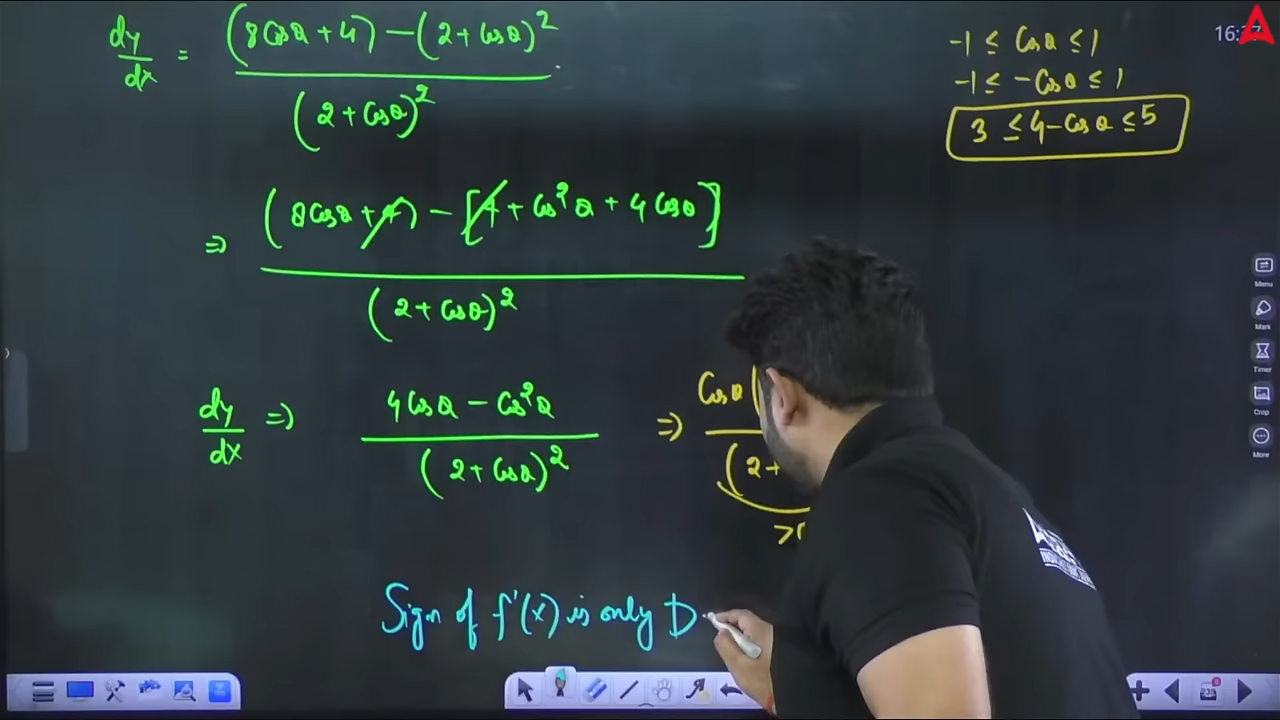 dy/dx = (8cosθ + 4) - (2 + cosθ)² / (2 + cosθ)²
-1 ≤ cosθ ≤ 1
-1 ≤ -cosθ ≤ 1
3 ≤ 4 - cosθ ≤ 5
16:
⇒ (8cosθ + 4) - [4 + cos²θ + 4cosθ] / (2 + cosθ)²
dy/dx ⇒ 4cosθ - cos²θ / (2 + cosθ)² ⇒ cosθ( / (2+
>
Sign of f'(x) is only D
Menu
Mark
Timer
Crop
More